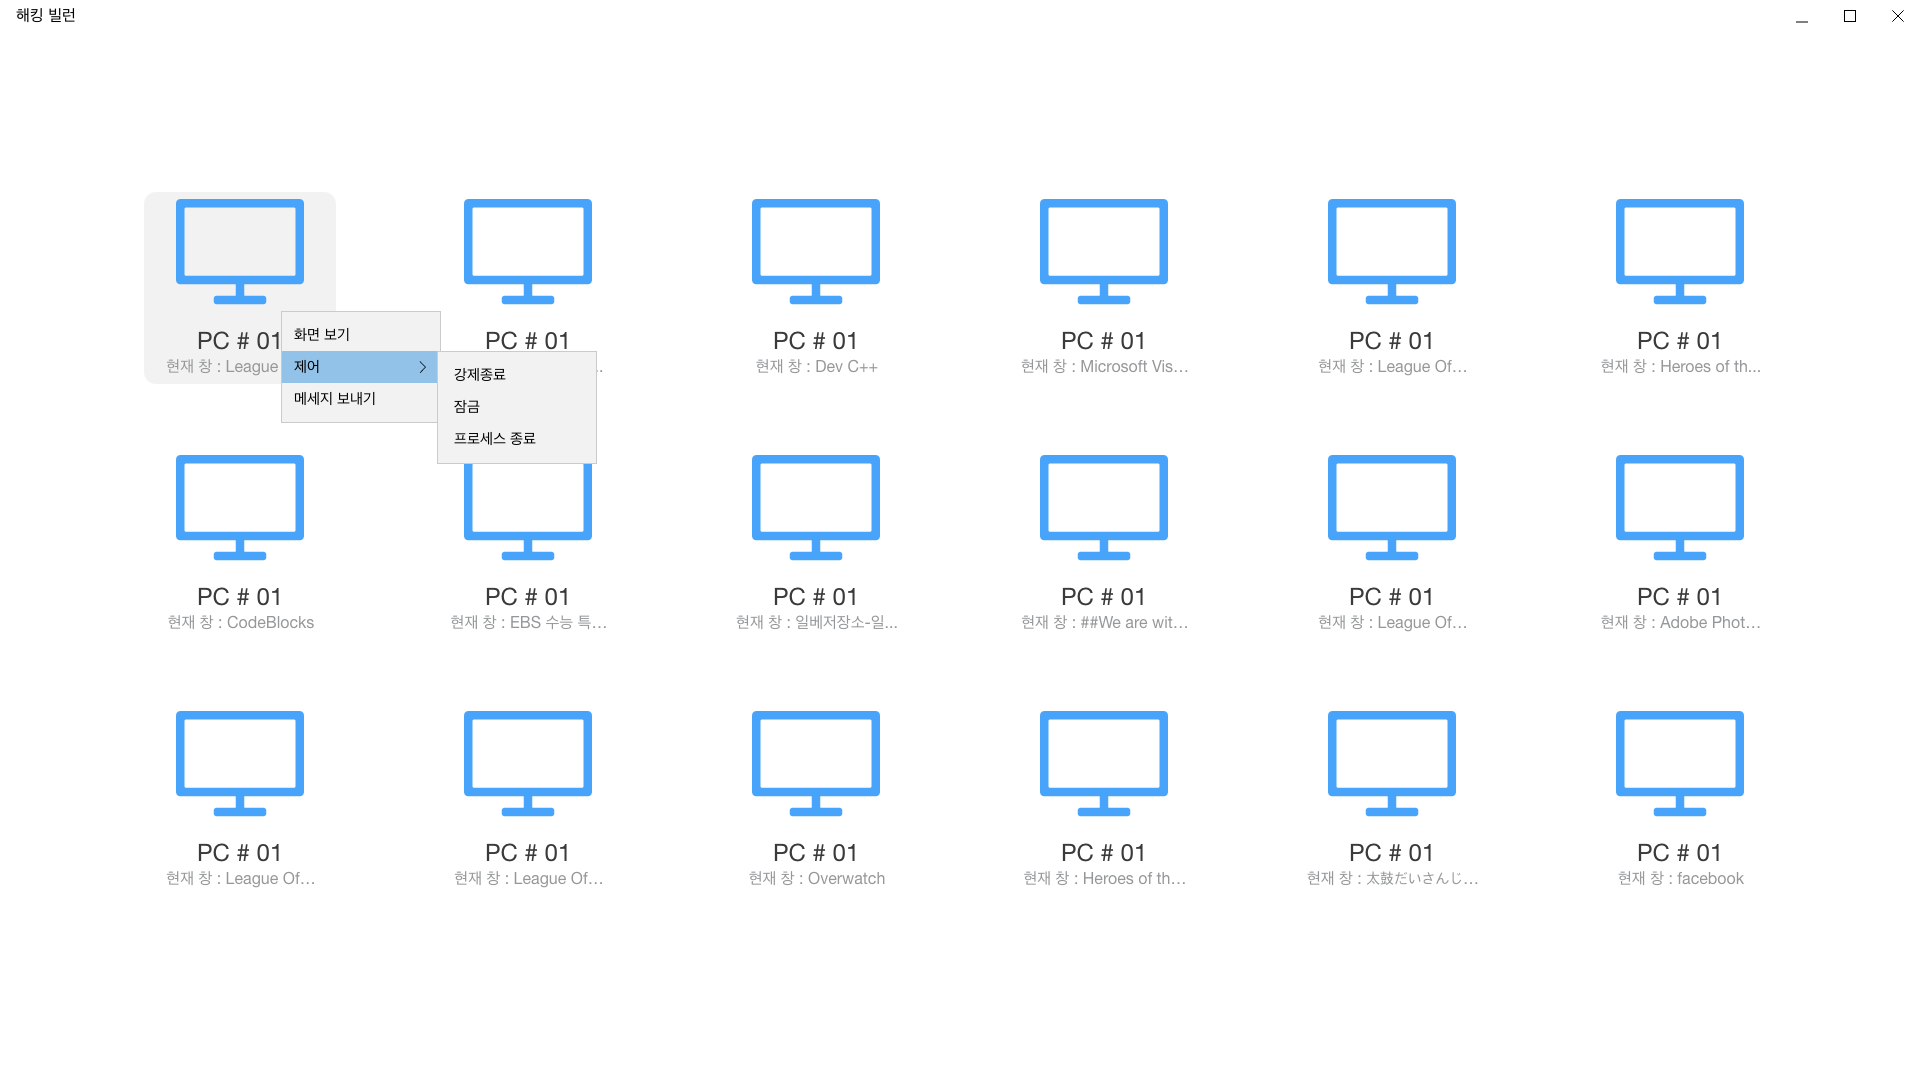 해킹 빌런
PC # 01
PC # 01
PC # 01
PC # 01
PC # 01
PC # 01
현재 창 : League
현재 창 : Dev C++
현재 창 : Microsoft Vis...
현재 창 : League Of...
현재 창 : Heroes of th...
화면 보기
제어
메세지 보내기
강제종료
잠금
프로세스 종료
PC # 01
PC # 01
PC # 01
PC # 01
PC # 01
PC # 01
현재 창 : CodeBlocks
현재 창 : EBS 수능 특...
현재 창 : 일베저장소-일...
현재 창 : ##We are wit...
현재 창 : League Of...
현재 창 : Adobe Phot...
PC # 01
PC # 01
PC # 01
PC # 01
PC # 01
PC # 01
현재 창 : League Of...
현재 창 : League Of...
현재 창 : Overwatch
현재 창 : Heroes of th...
현재 창 : 太鼓だいさんじ...
현재 창 : facebook